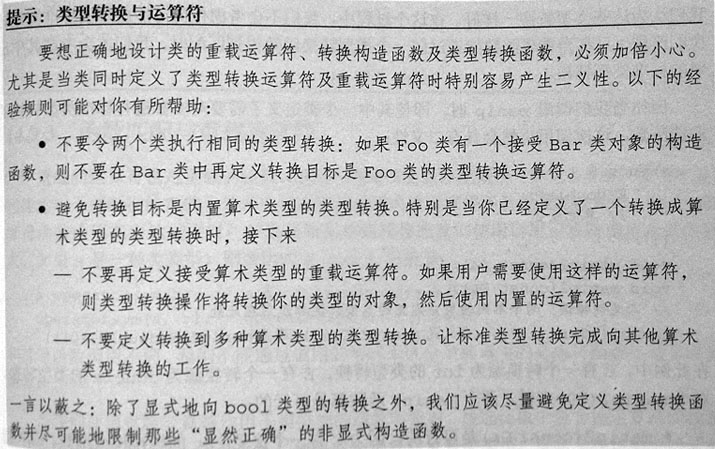 提示：类型转换与运算符
要想正确地设计类的重载运算符、转换构造函数及类型转换函数，必须加倍小心。
尤其是当类同时定义了类型转换运算符及重载运算符时特别容易产生二义性。以下的经
验规则可能对你有所帮助：
• 不要令两个类执行相同的类型转换：如果 Foo 类有一个接受 Bar 类对象的构造
函数，则不要在 Bar 类中再定义转换目标是 Foo 类的类型转换运算符。
• 避免转换目标是内置算术类型的类型转换。特别是当你已经定义了一个转换成算
术类型的类型转换时，接下来
— 不要再定义接受算术类型的重载运算符。如果用户需要使用这样的运算符，
则类型转换操作将转换你的类型的对象，然后使用内置的运算符。
— 不要定义转换到多种算术类型的类型转换。让标准类型转换完成向其他算术
类型转换的工作。
一言以蔽之：除了显式地向 bool 类型的转换之外，我们应该尽量避免定义类型转换函
数并尽可能地限制那些“显然正确”的非显式构造函数。